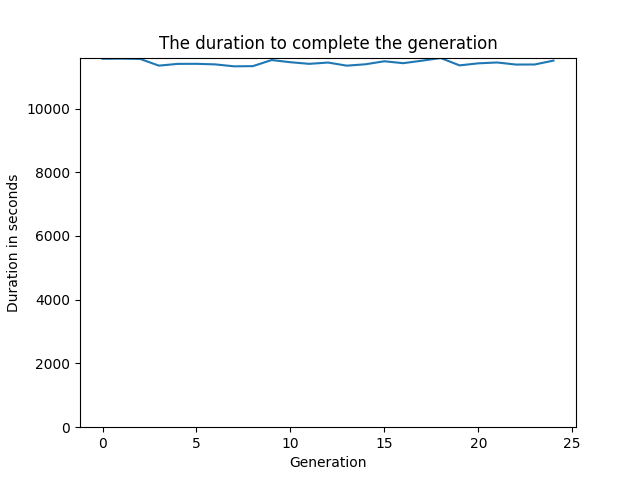 The duration to complete the generation
10000
8000
6000
4000
2000
0
Duration in seconds
0 5 10 15 20 25
Generation